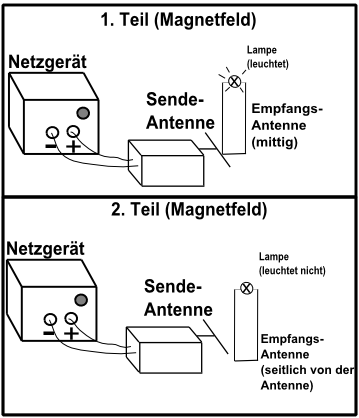 1. Teil (Magnetfeld)
Lampe
(leuchtet)
Netzgerät
Sende-
Antenne
Empfangs-
Antenne
(mittig)
- +
2. Teil (Magnetfeld)
Netzgerät
Lampe
(leuchtet nicht)
Sende-
Antenne
- +
Empfangs-
Antenne
(seitlich von der
Antenne)